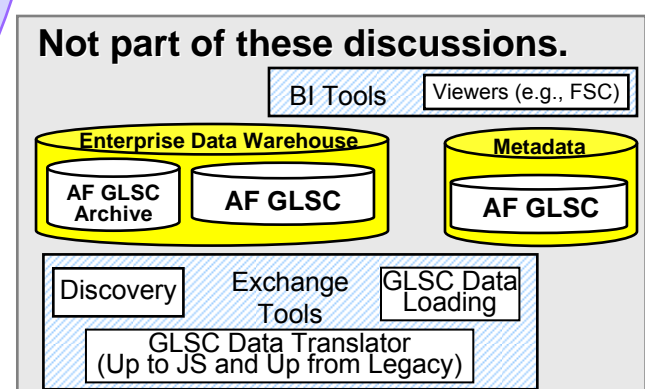 Not part of these discussions.
BI Tools
Viewers (e.g., FSC)
Enterprise Data Warehouse
AF GLSC
Archive
AF GLSC
Metadata
AF GLSC
Discovery
Exchange
Tools
GLSC Data
Loading
GLSC Data Translator
(Up to JS and Up from Legacy)